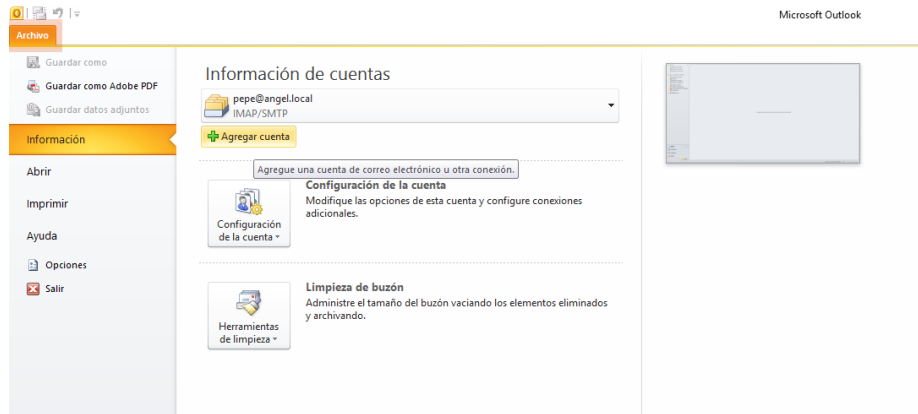 Microsoft Outlook
Archivo
Guardar como
Guardar como Adobe PDF
Guardar datos adjuntos
Información
Abrir
Imprimir
Ayuda
Opciones
Salir
Información de cuentas
pepe@angel.local
IMAP/SMTP
Agregar cuenta
Agregue una cuenta de correo electrónico u otra conexión.
Configuración
de la cuenta
Configuración de la cuenta
Modifique las opciones de esta cuenta y configure conexiones
adicionales.
Herramientas
de limpieza
Limpieza de buzón
Administre el tamaño del buzón vaciando los elementos eliminados
y archivando.